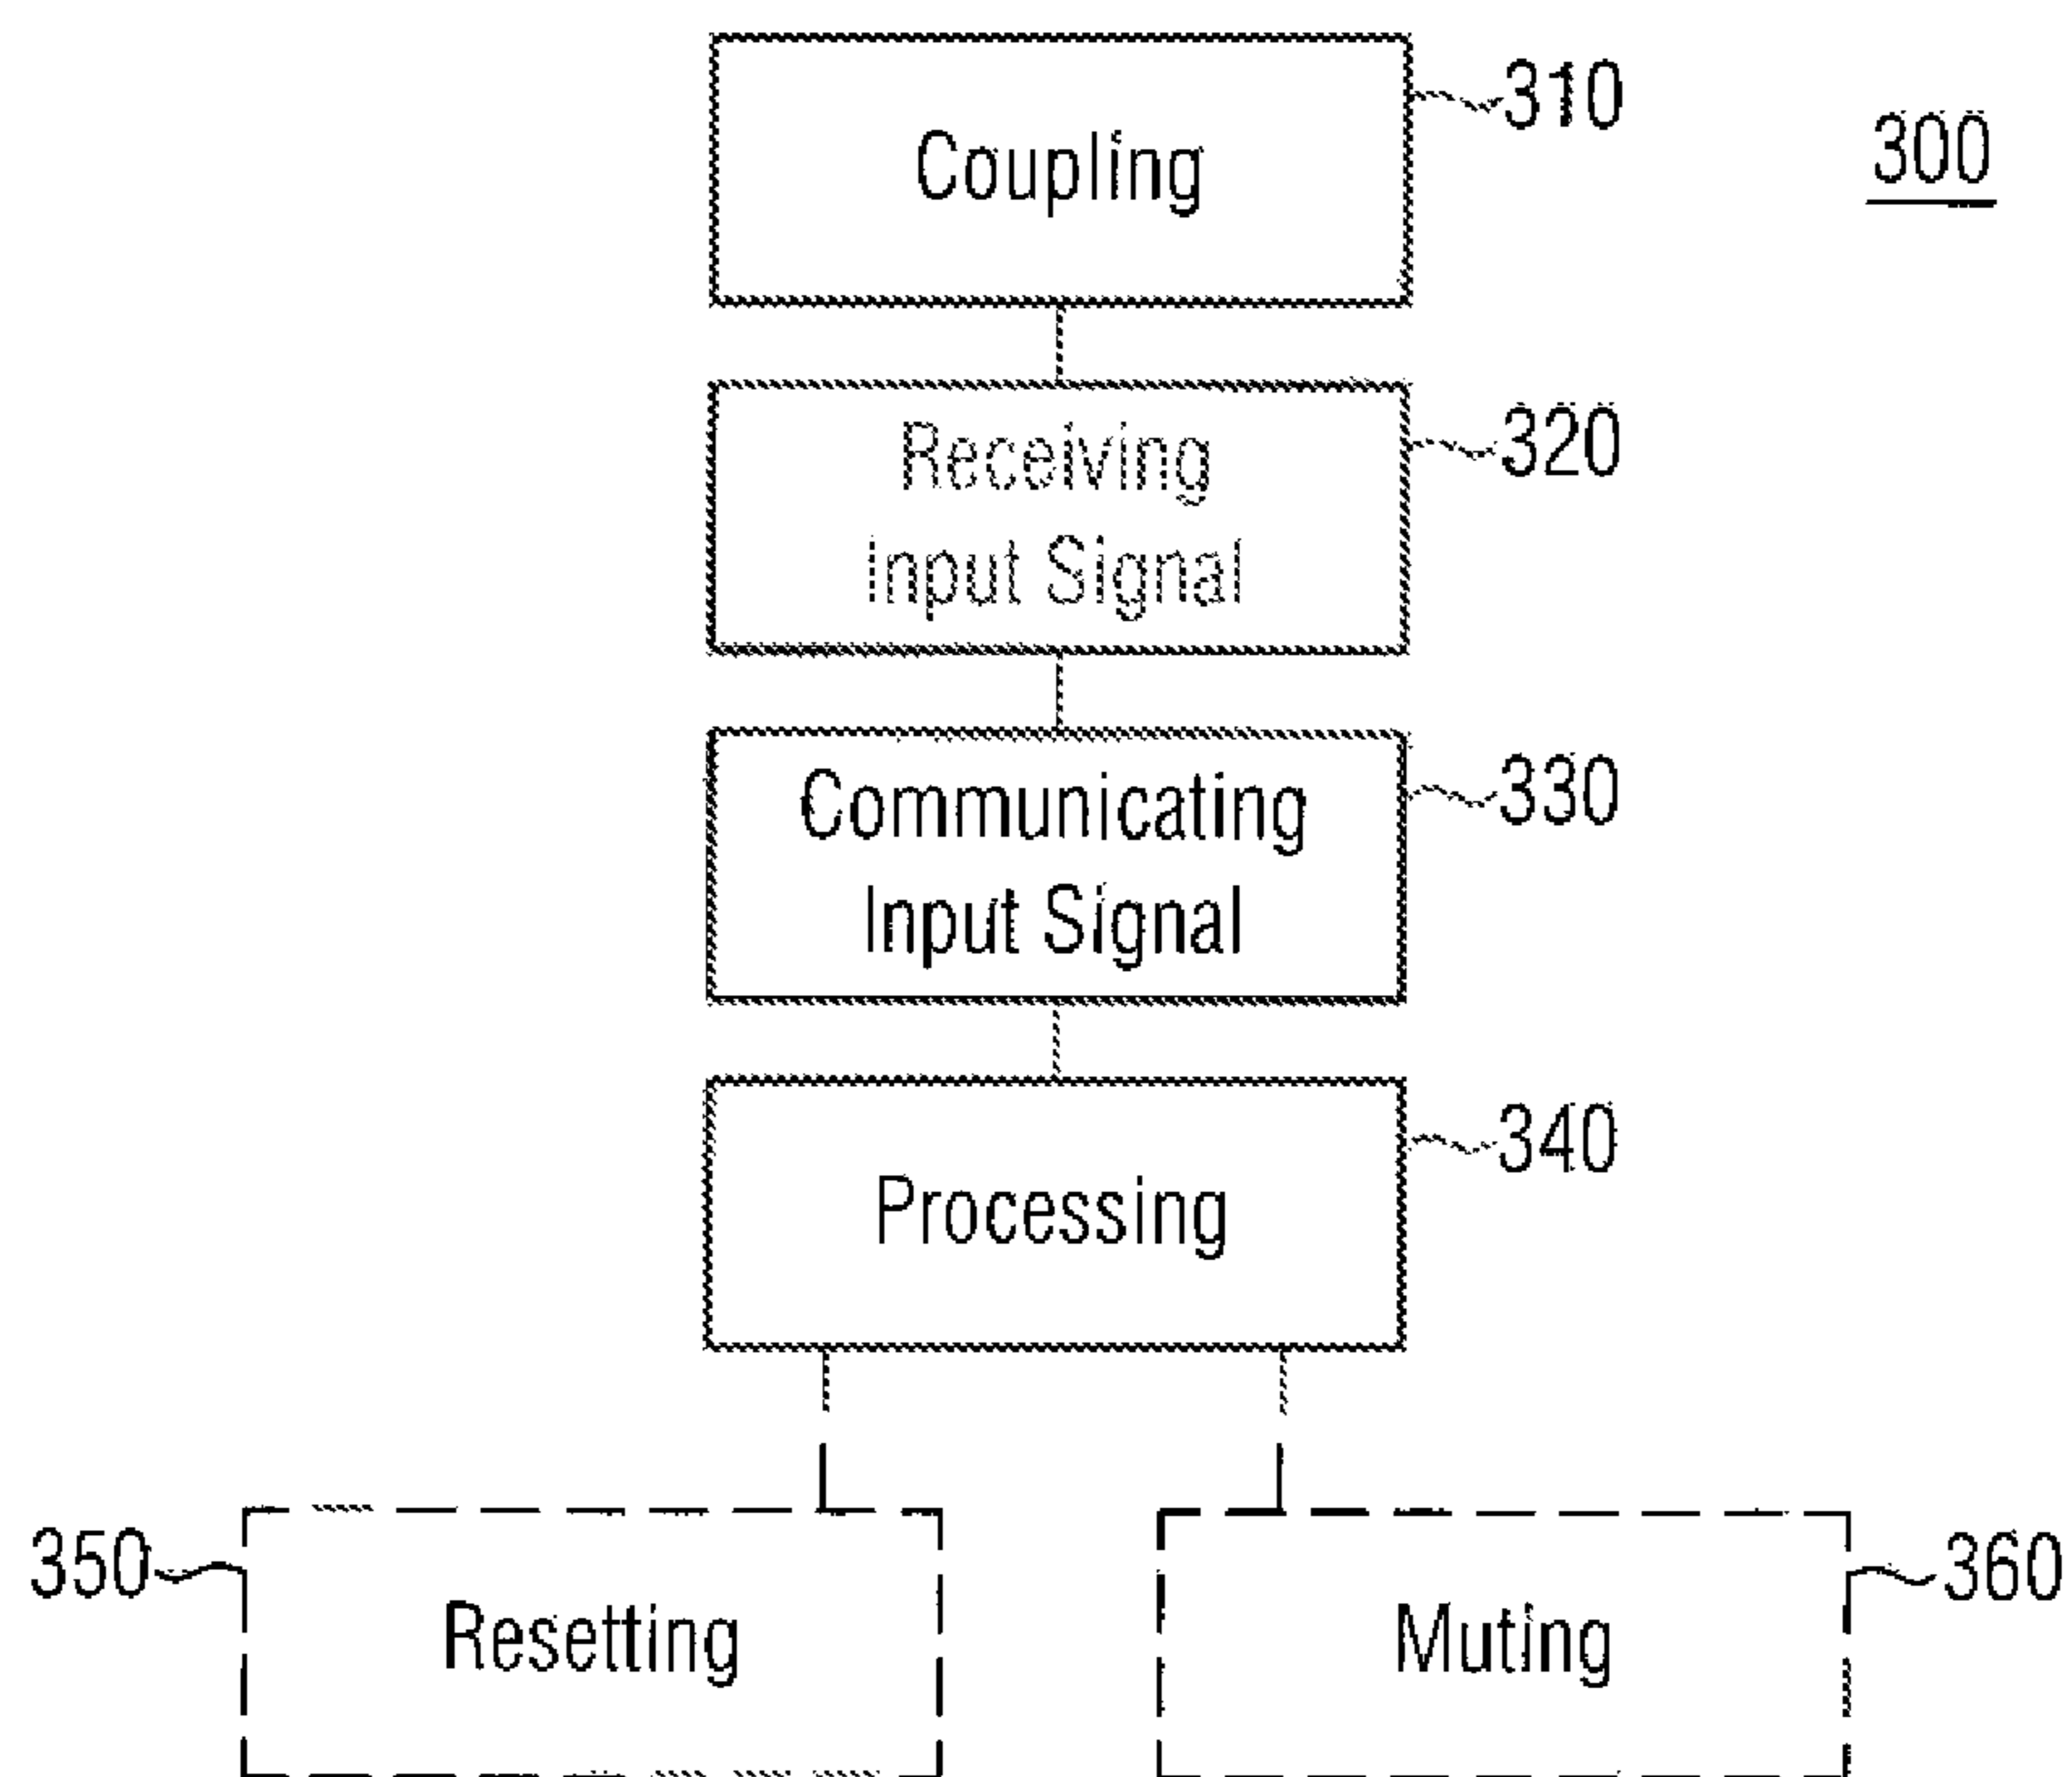 Coupling
310
300
Receiving
Input Signal
320
Communicating
Input Signal
330
Processing
340
350
Resetting
Muting
360